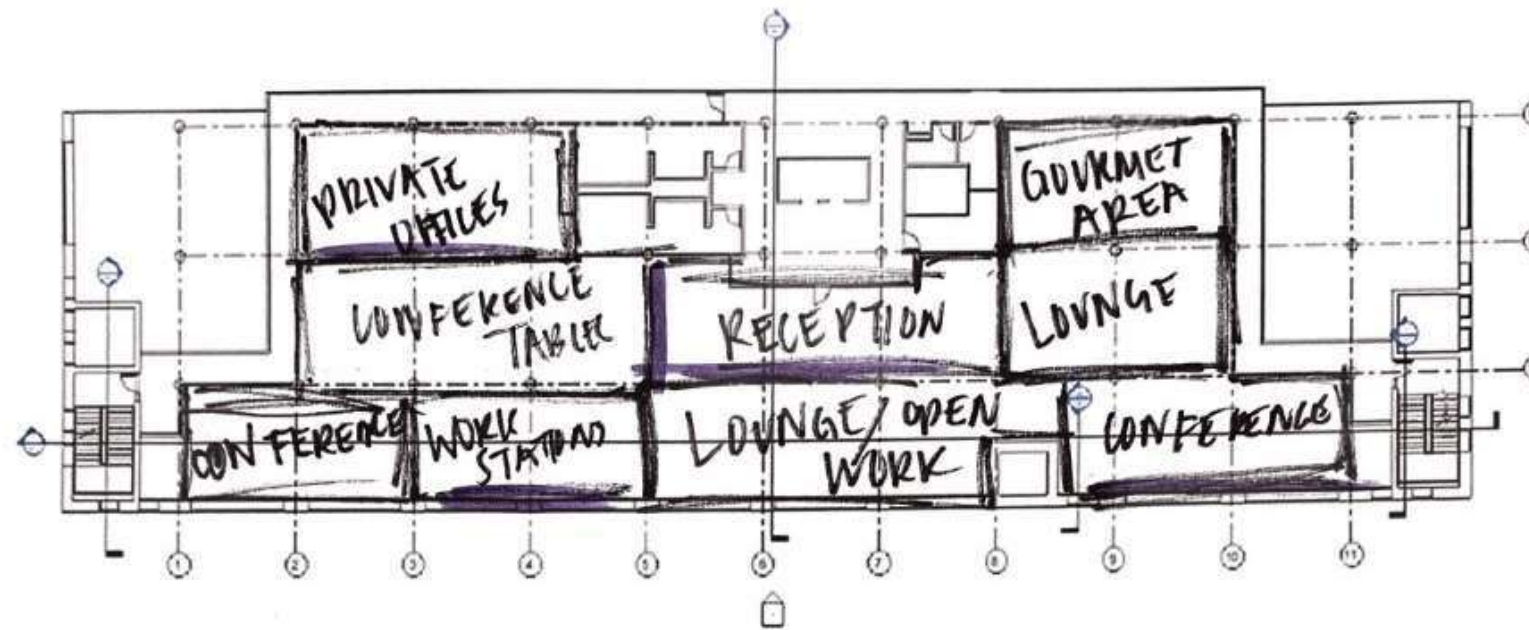 PRIVATE
OFFICES
GOURMET
AREA
CONFERENCE
TABLE
RECEPTION
LOUNGE
CONFERENCE
WORK
STATIONS
LOUNGE/OPEN
WORK
CONFERENCE
1 2 3 4 5 6 7 8 9 10 11